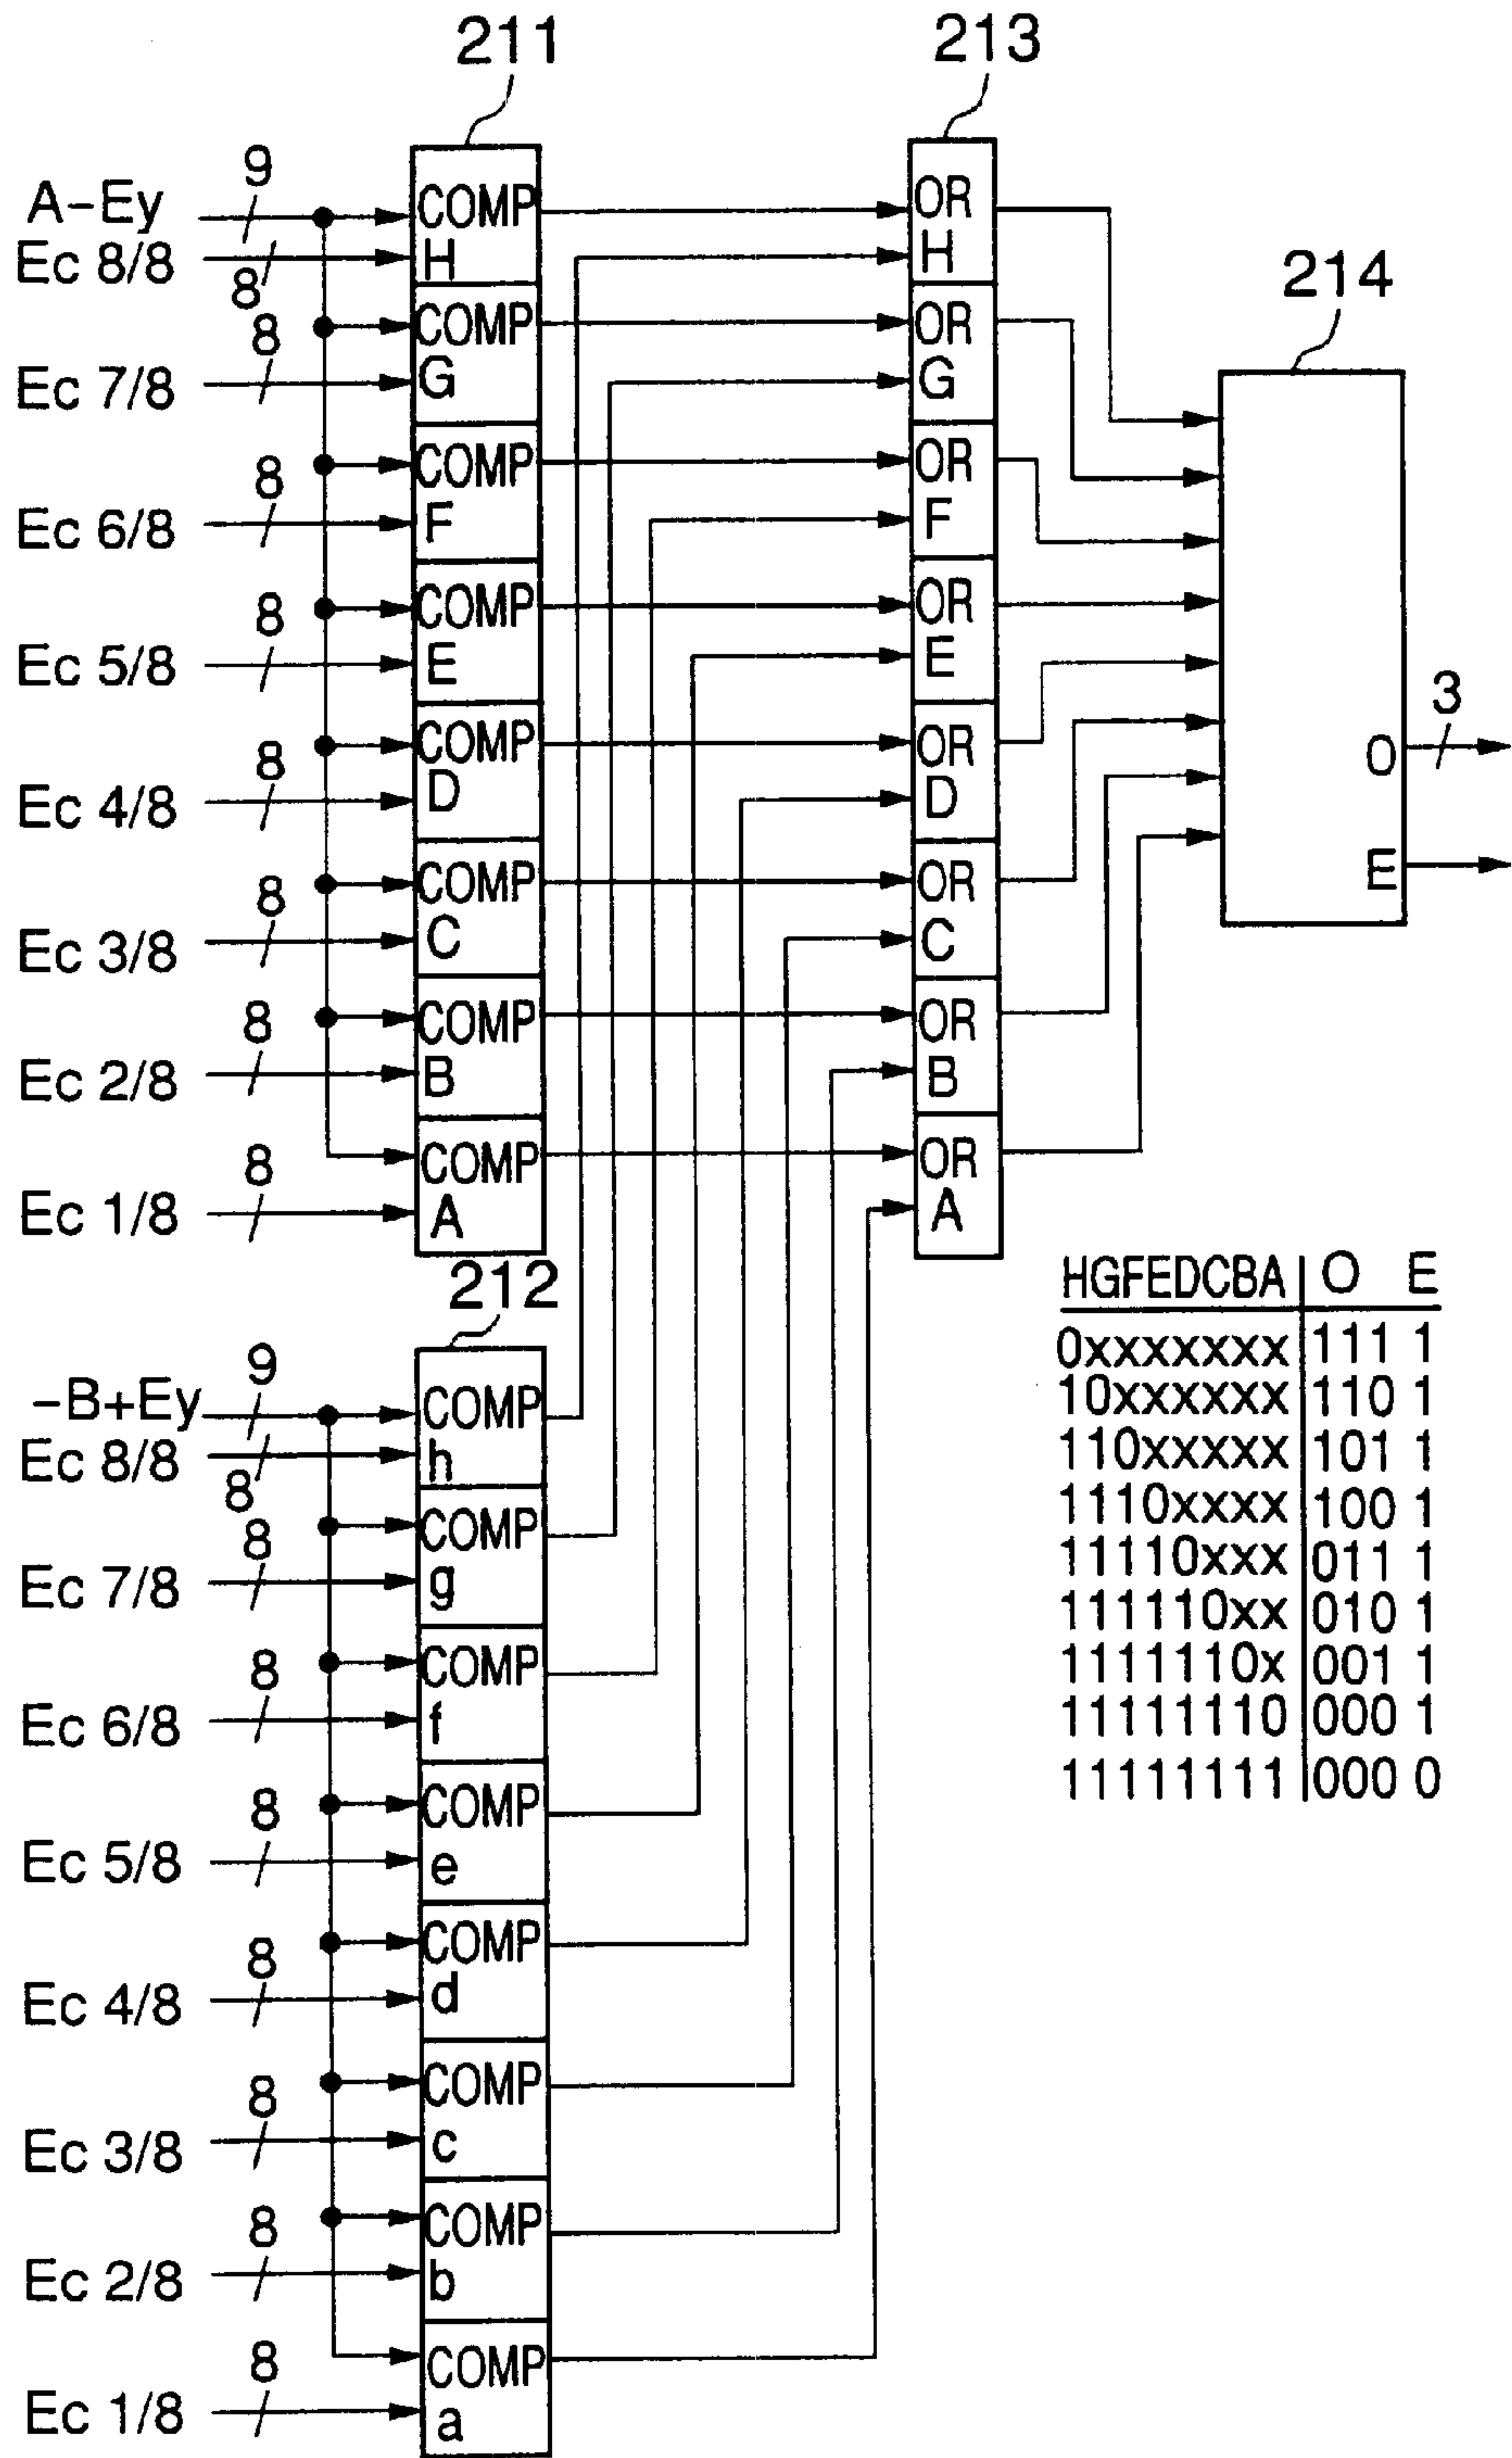 211
213
A-Ey
9
COMP
H
OR
H
Ec 8/8
8
214
8
COMP
G
OR
G
Ec 7/8
8
COMP
F
OR
F
Ec 6/8
8
COMP
E
OR
E
Ec 5/8
8
COMP
D
OR
D
Ec 4/8
3
O
E
8
COMP
C
OR
C
Ec 3/8
8
COMP
B
OR
B
Ec 2/8
8
COMP
A
OR
A
Ec 1/8
212
-B+Ey
9
COMP
h
Ec 8/8
8
8
COMP
g
Ec 7/8
8
COMP
f
Ec 6/8
8
COMP
e
Ec 5/8
8
COMP
d
Ec 4/8
8
COMP
c
Ec 3/8
8
COMP
b
Ec 2/8
8
COMP
a
Ec 1/8
HGFEDCBA O E
0xxxxxxx 111 1
10xxxxxx 110 1
110xxxxx 101 1
1110xxxx 100 1
11110xxx 011 1
111110xx 010 1
1111110x 001 1
11111110 000 1
11111111 000 0